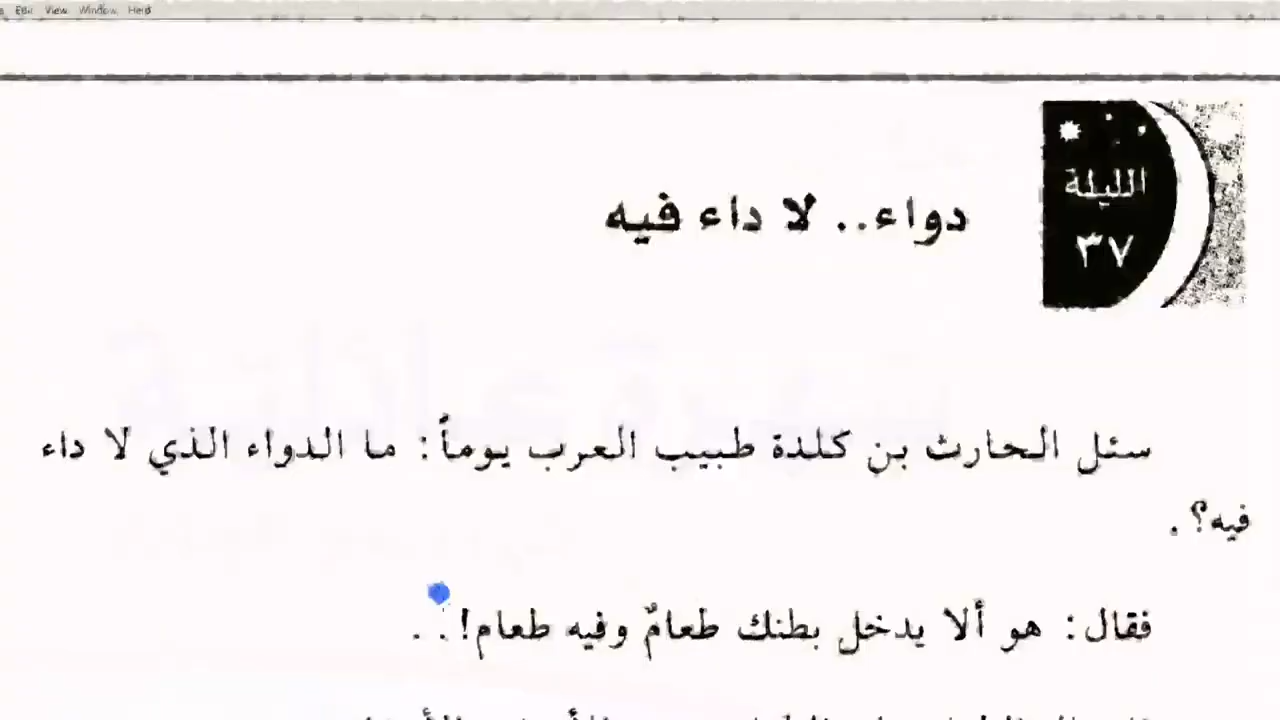 Edit View Window Help
الليلة
٣٧
دواء.. لا داء فيه
سئل الحارث بن كلدة طبيب العرب يوماً: ما الدواء الذي لا داء
فيه؟.
فقال: هو ألا يدخل بطنك طعامٌ وفيه طعام!..